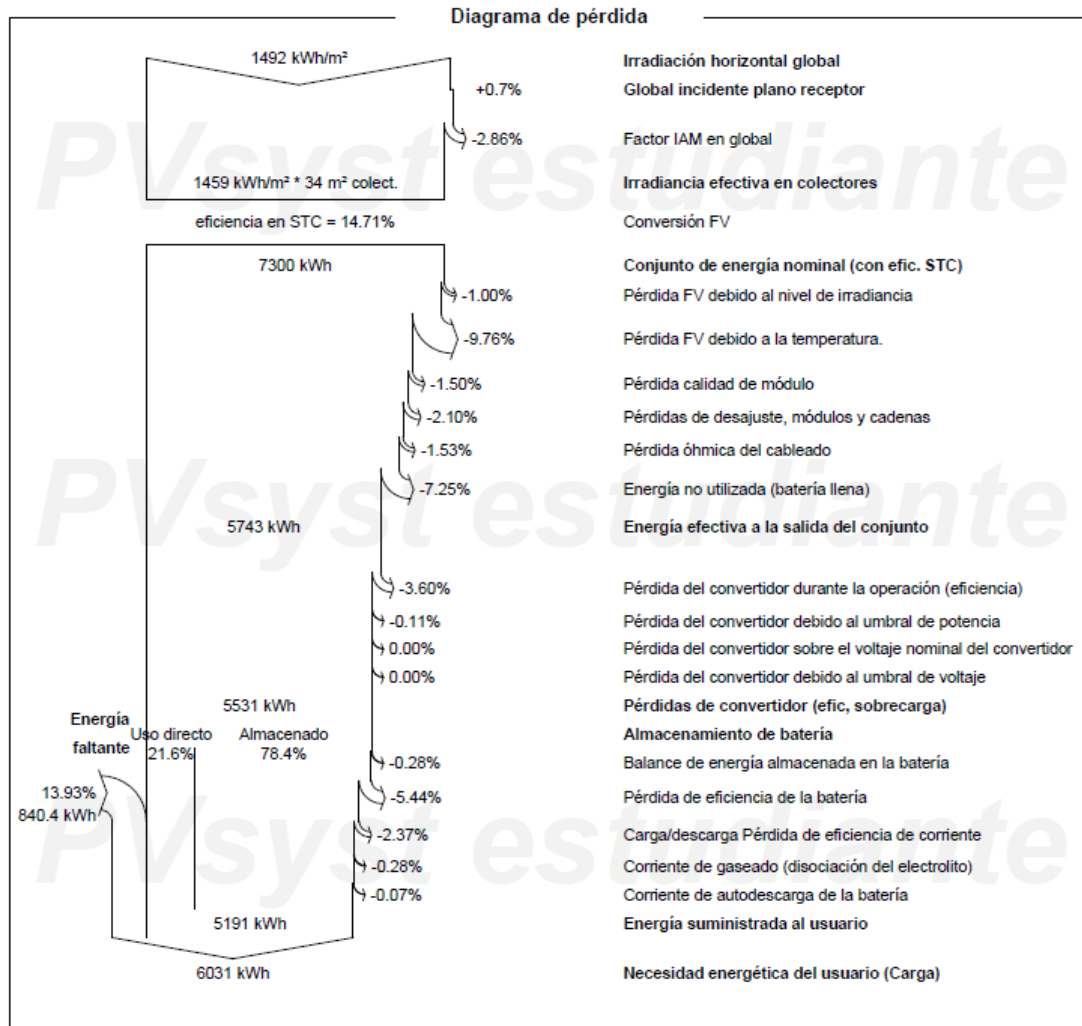 Diagrama de pérdida
1492 kWh/m² Irradiación horizontal global
+0.7% Global incidente plano receptor
-2.86% Factor IAM en global
1459 kWh/m² * 34 m² colect. Irradiancia efectiva en colectores
eficiencia en STC = 14.71% Conversión FV
7300 kWh Conjunto de energía nominal (con efic. STC)
-1.00% Pérdida FV debido al nivel de irradiancia
-9.76% Pérdida FV debido a la temperatura.
-1.50% Pérdida calidad de módulo
-2.10% Pérdidas de desajuste, módulos y cadenas
-1.53% Pérdida óhmica del cableado
-7.25% Energía no utilizada (batería llena)
5743 kWh Energía efectiva a la salida del conjunto
-3.60% Pérdida del convertidor durante la operación (eficiencia)
-0.11% Pérdida del convertidor debido al umbral de potencia
0.00% Pérdida del convertidor sobre el voltaje nominal del convertidor
0.00% Pérdida del convertidor debido al umbral de voltaje
5531 kWh Pérdidas de convertidor (efic, sobrecarga)
Energía faltante
Uso directo Almacenado Almacenamiento de batería
21.6% 78.4% -0.28% Balance de energía almacenada en la batería
13.93% -5.44% Pérdida de eficiencia de la batería
840.4 kWh
-2.37% Carga/descarga Pérdida de eficiencia de corriente
-0.28% Corriente de gaseado (disociación del electrolito)
-0.07% Corriente de autodescarga de la batería
5191 kWh Energía suministrada al usuario
6031 kWh Necesidad energética del usuario (Carga)
PVsyst estudiante
PVsyst estudiante
PVsyst estudiante